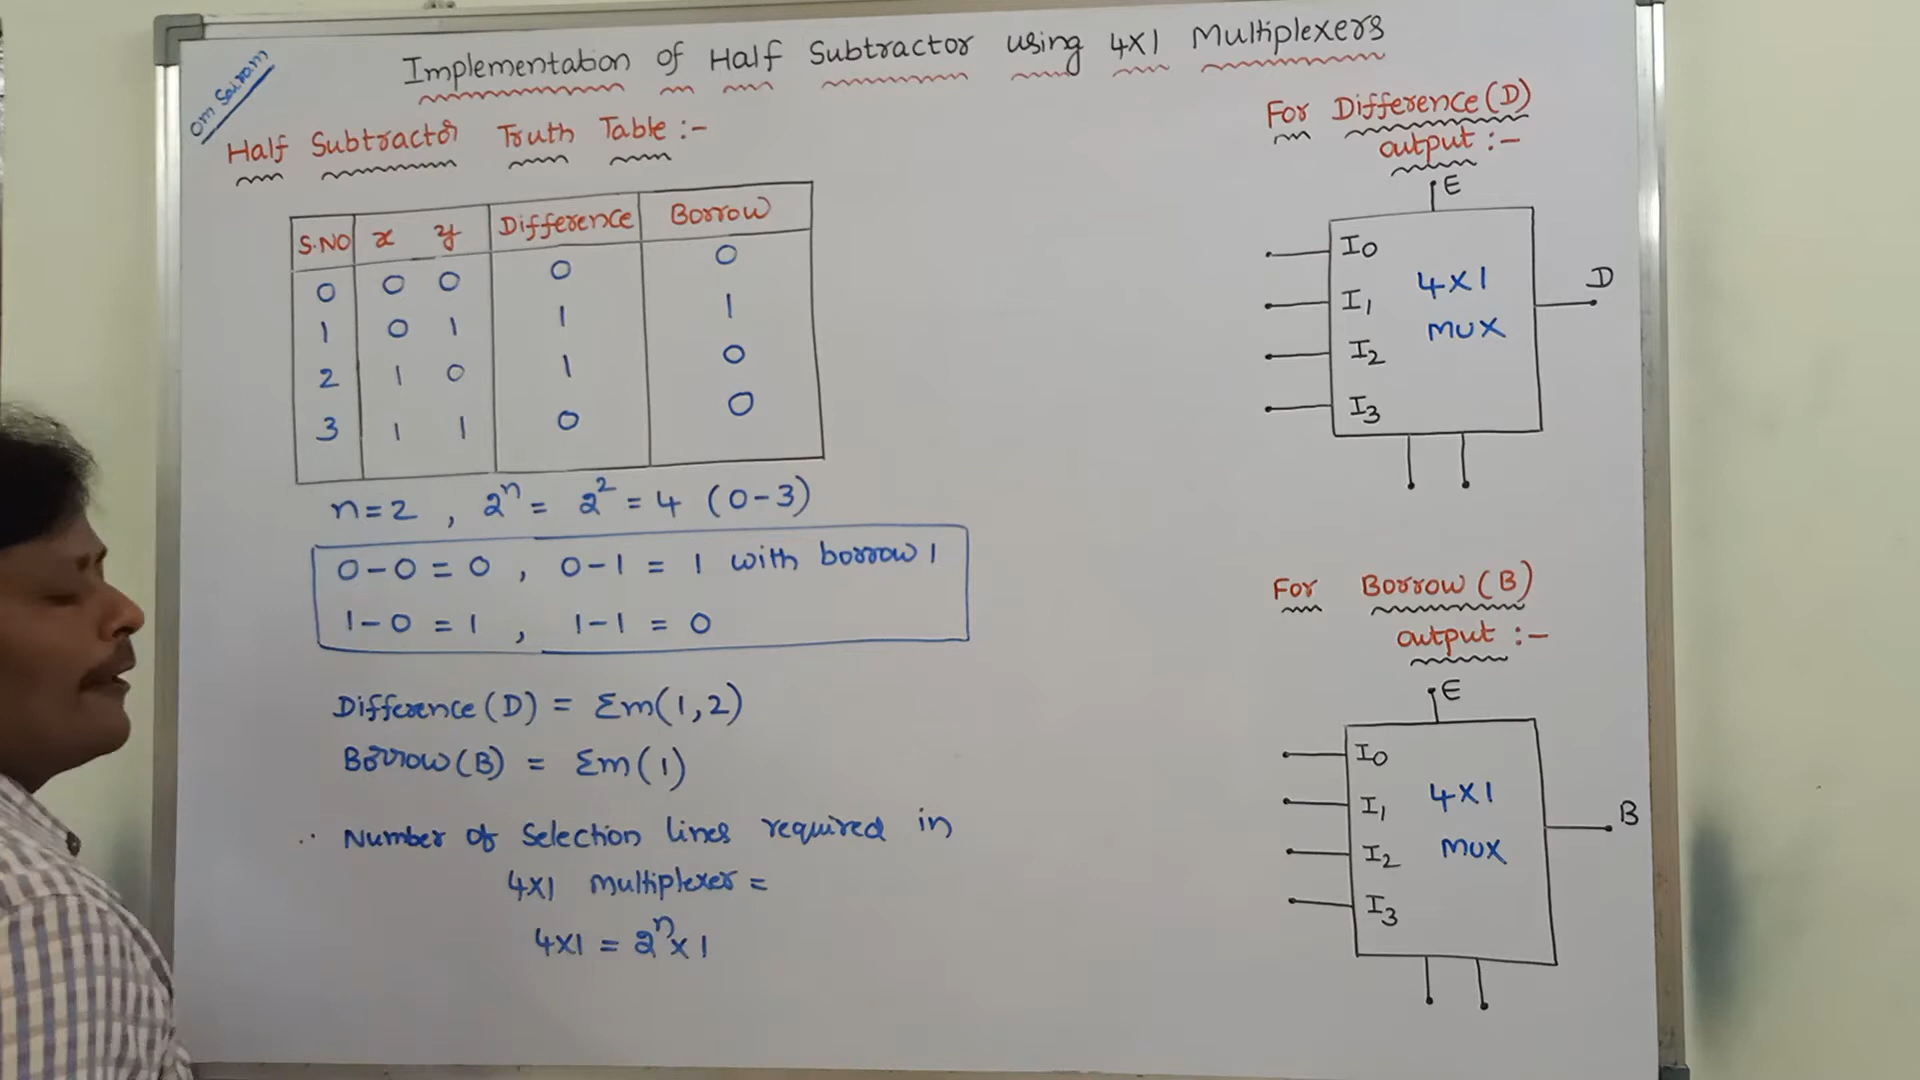 Om Sairam
Implementation of Half Subtractor using 4X1 Multiplexers
Half Subtractor Truth Table :-
S.NO x y Difference Borrow
0 0 0 0 0
1 0 1 1 1
2 1 0 1 0
3 1 1 0 0
n=2 , 2ⁿ = 2² = 4 (0-3)
0-0 = 0 , 0-1 = 1 with borrow 1
1-0 = 1 , 1-1 = 0
Difference (D) = Σm(1,2)
Borrow (B) = Σm(1)
∴ Number of Selection lines required in
4X1 multiplexer =
4X1 = 2ⁿ X 1
For Difference (D)
output :-
E
I0
I1
I2
I3
4X1
MUX
D
For Borrow (B)
output :-
E
I0
I1
I2
I3
4X1
MUX
B